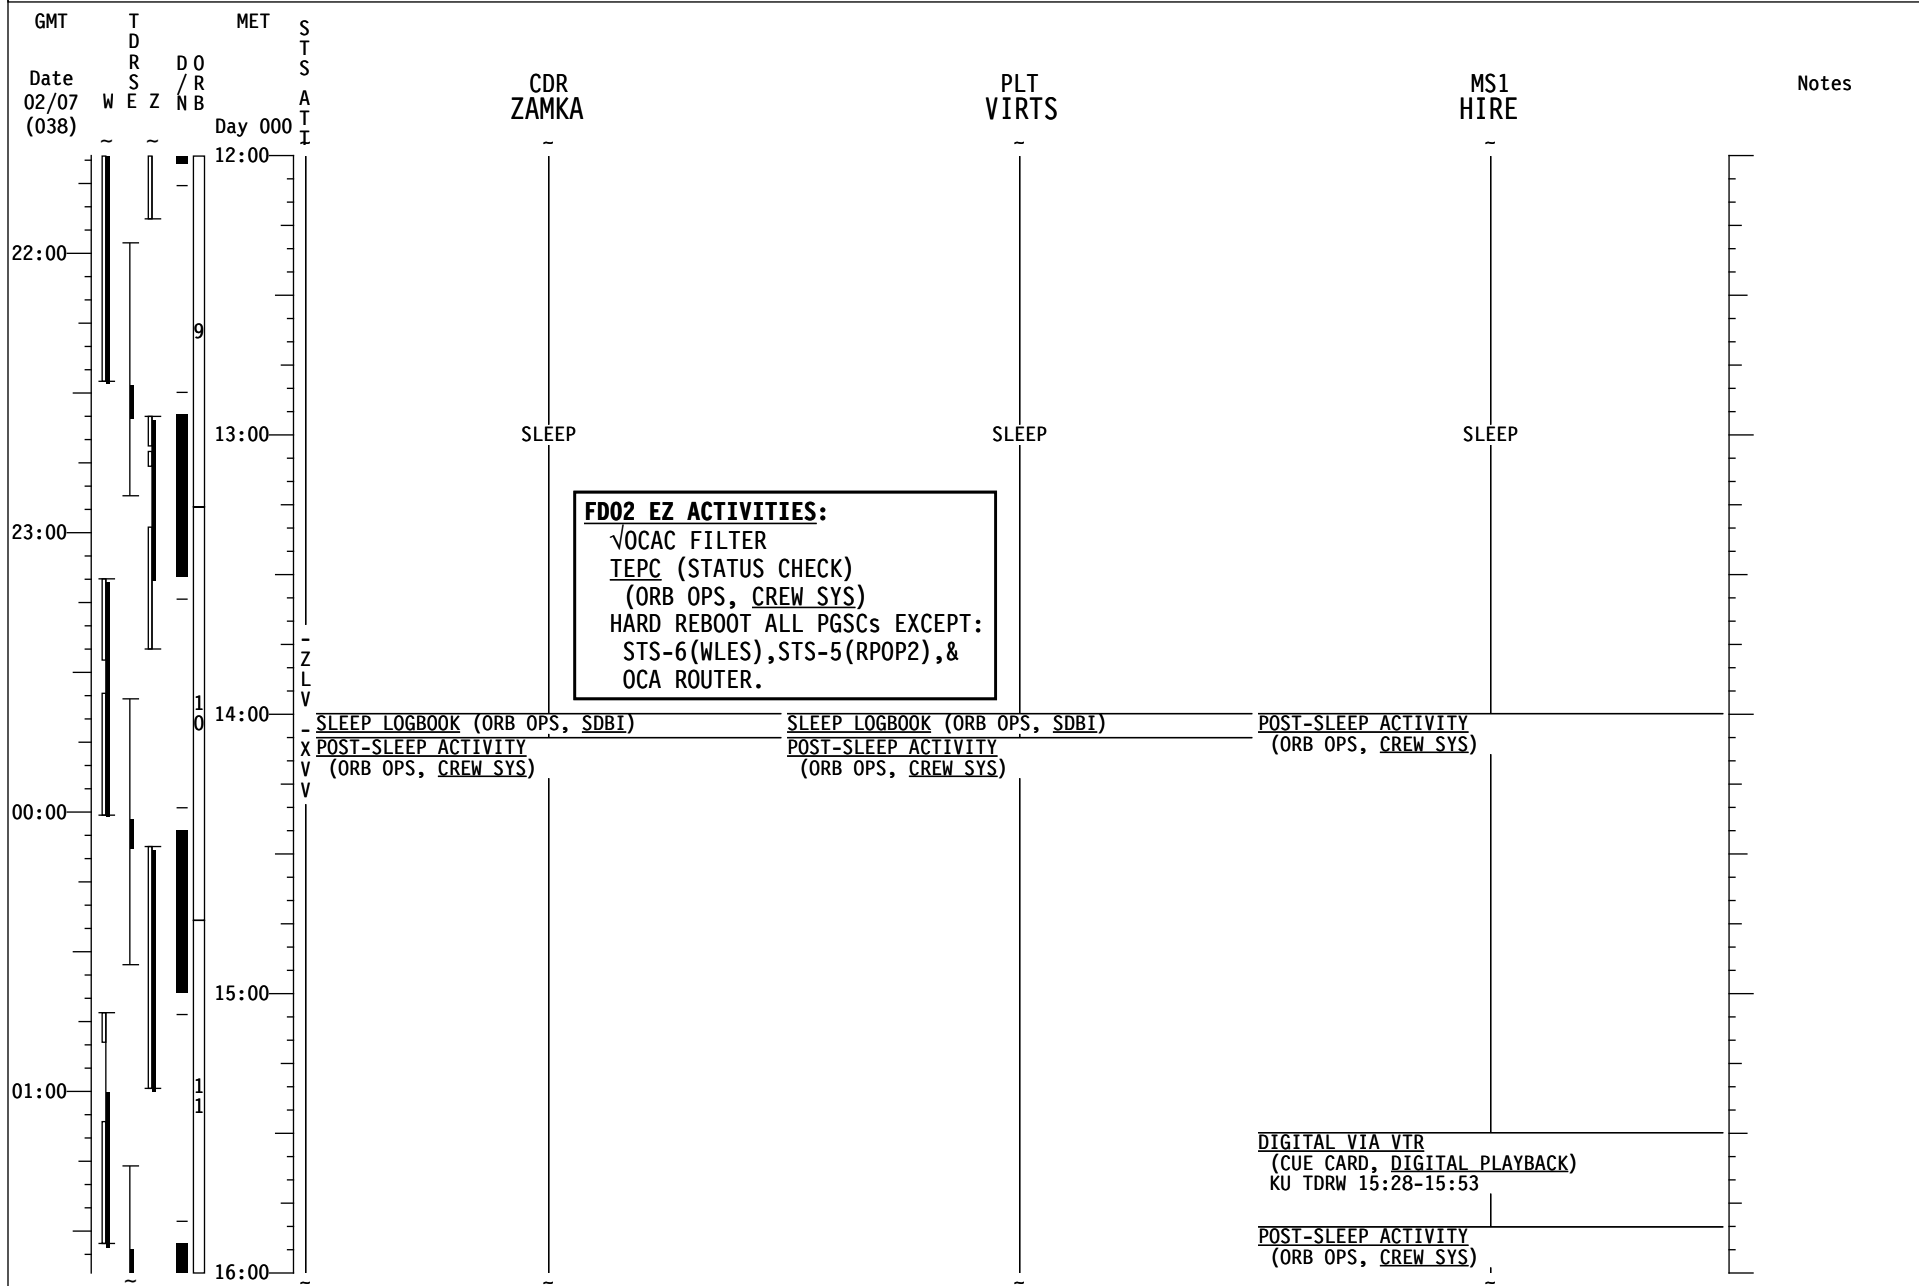 GMT
TDRSE
MET
STS ATT
D/N
ORB
Date
02/07
(038)
W
Z
Day 000
CDR
ZAMKA
PLT
VIRTS
MS1
HIRE
Notes
~ ~ ~ ~ ~
12:00
22:00
9
13:00
SLEEP
SLEEP
SLEEP
23:00
FD02 EZ ACTIVITIES:
√OCAC FILTER
TEPC (STATUS CHECK)
(ORB OPS, CREW SYS)
HARD REBOOT ALL PGSCs EXCEPT:
STS-6(WLES),STS-5(RPOP2),&
OCA ROUTER.
-ZLV
10
14:00
-XVV
SLEEP LOGBOOK (ORB OPS, SDBI)
POST-SLEEP ACTIVITY
(ORB OPS, CREW SYS)
SLEEP LOGBOOK (ORB OPS, SDBI)
POST-SLEEP ACTIVITY
(ORB OPS, CREW SYS)
POST-SLEEP ACTIVITY
(ORB OPS, CREW SYS)
00:00
15:00
01:00
11
DIGITAL VIA VTR
(CUE CARD, DIGITAL PLAYBACK)
KU TDRW 15:28-15:53
POST-SLEEP ACTIVITY
(ORB OPS, CREW SYS)
16:00
~ ~ ~ ~ ~